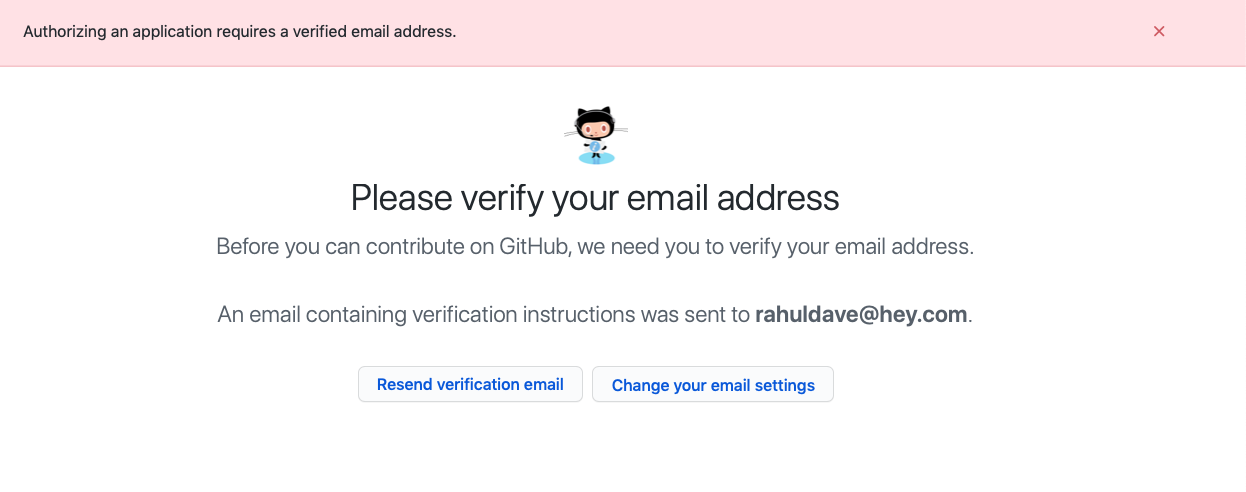 Authorizing an application requires a verified email address.
Please verify your email address
Before you can contribute on GitHub, we need you to verify your email address.
An email containing verification instructions was sent to rahuldave@hey.com.
Resend verification email
Change your email settings